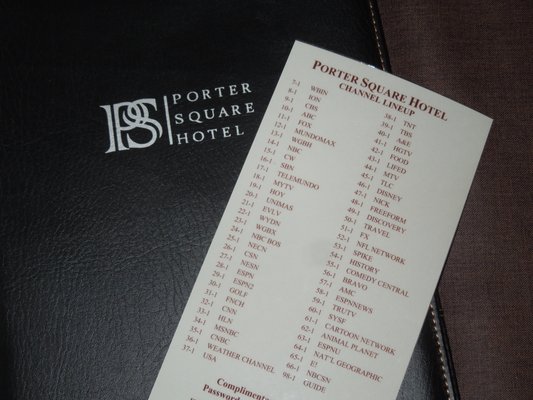 PS
PORTER
SQUARE
HOTEL
PORTER SQUARE HOTEL
CHANNEL LINEUP
7-1 WBIN
8-1 ION
9-1 CBS
10-1 ABC
11-1 FOX
12-1 MUNDOMAX
13-1 WGBH
14-1 NBC
15-1 CW
16-1 SBN
17-1 TELEMUNDO
18-1 MYTV
19-1 HOY
20-1 UNIMAS
21-1 EVLV
22-1 WYDN
23-1 WGBX
24-1 NBC BOS
25-1 NECN
26-1 CSN
27-1 NESN
28-1 ESPN
29-1 ESPN2
30-1 GOLF
31-1 FNCH
32-1 CNN
33-1 HLN
34-1 MSNBC
35-1 CNBC
36-1 WEATHER CHANNEL
37-1 USA
38-1 TNT
39-1 TBS
40-1 A&E
41-1 HGTV
42-1 FOOD
43-1 LIFED
44-1 MTV
45-1 TLC
46-1 DISNEY
47-1 NICK
48-1 FREEFORM
49-1 DISCOVERY
50-1 TRAVEL
51-1 FX
52-1 NFL NETWORK
53-1 SPIKE
54-1 HISTORY
55-1 COMEDY CENTRAL
56-1 BRAVO
57-1 AMC
58-1 ESPNNEWS
59-1 TRUTV
60-1 SYSF
61-1 CARTOON NETWORK
62-1 ANIMAL PLANET
63-1 ESPNU
64-1 NAT'L GEOGRAPHIC
65-1 E!
66-1 NBCSN
98-1 GUIDE
Complimenta
Password